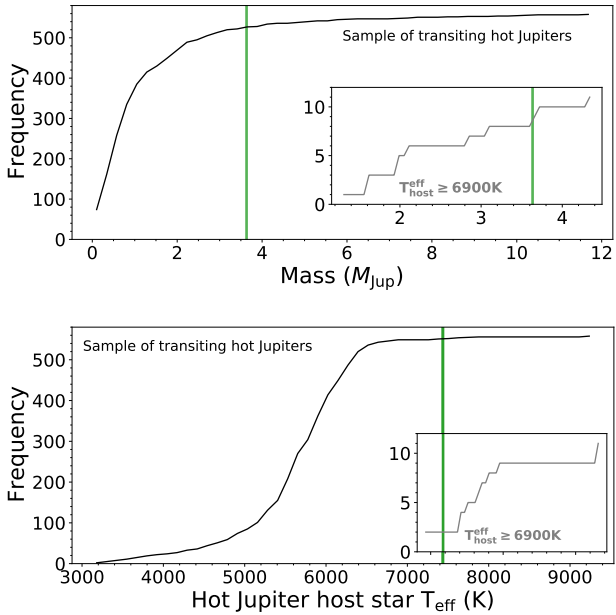 500
400
300
200
100
0
Frequency
Sample of transiting hot Jupiters
10
5
0
T^eff_host ≥ 6900K
2 3 4
0 2 4 6 8 10 12
Mass (M_Jup)
500
400
300
200
100
0
Frequency
Sample of transiting hot Jupiters
10
5
0
T^eff_host ≥ 6900K
3000 4000 5000 6000 7000 8000 9000
Hot Jupiter host star T_eff (K)